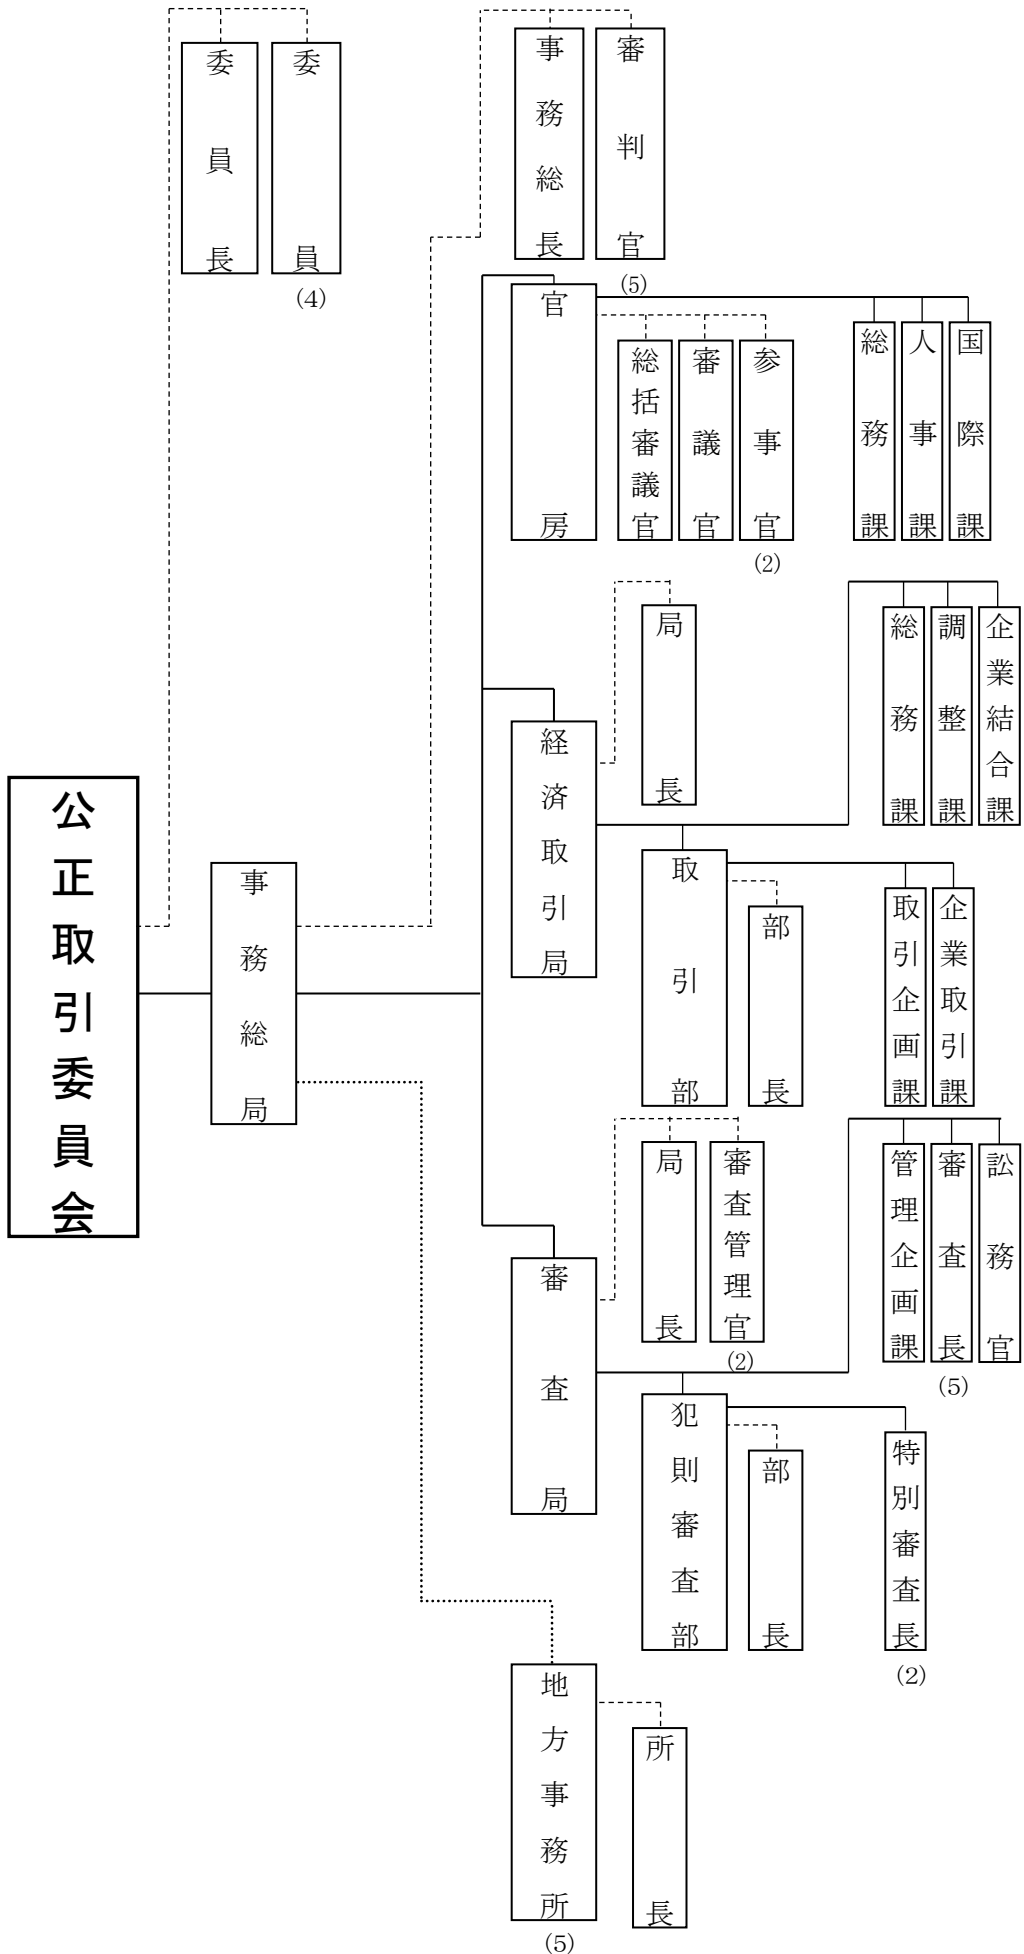 公正取引委員会
委員長
委員
(4)
事務総局
事務総長
審判官
(5)
官房
総括審議官
審議官
参事官
(2)
総務課
人事課
国際課
経済取引局
局長
総務課
調整課
企業結合課
取引部
部長
取引企画課
企業取引課
審査局
局長
審査管理官
(2)
管理企画課
審査長
(5)
訟務官
犯則審査部
部長
特別審査長
(2)
地方事務所
(5)
所長